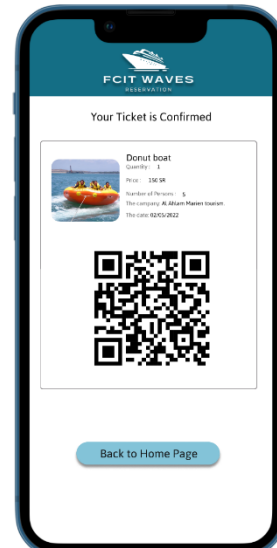 FCIT WAVES
RESERVATION
Your Ticket is Confirmed
Donut boat
Quantity : 1
Price : 150 SR
Number of Persons : 5
The company: Al Ahlam Marien tourism.
The date: 02/05/2022
Back to Home Page